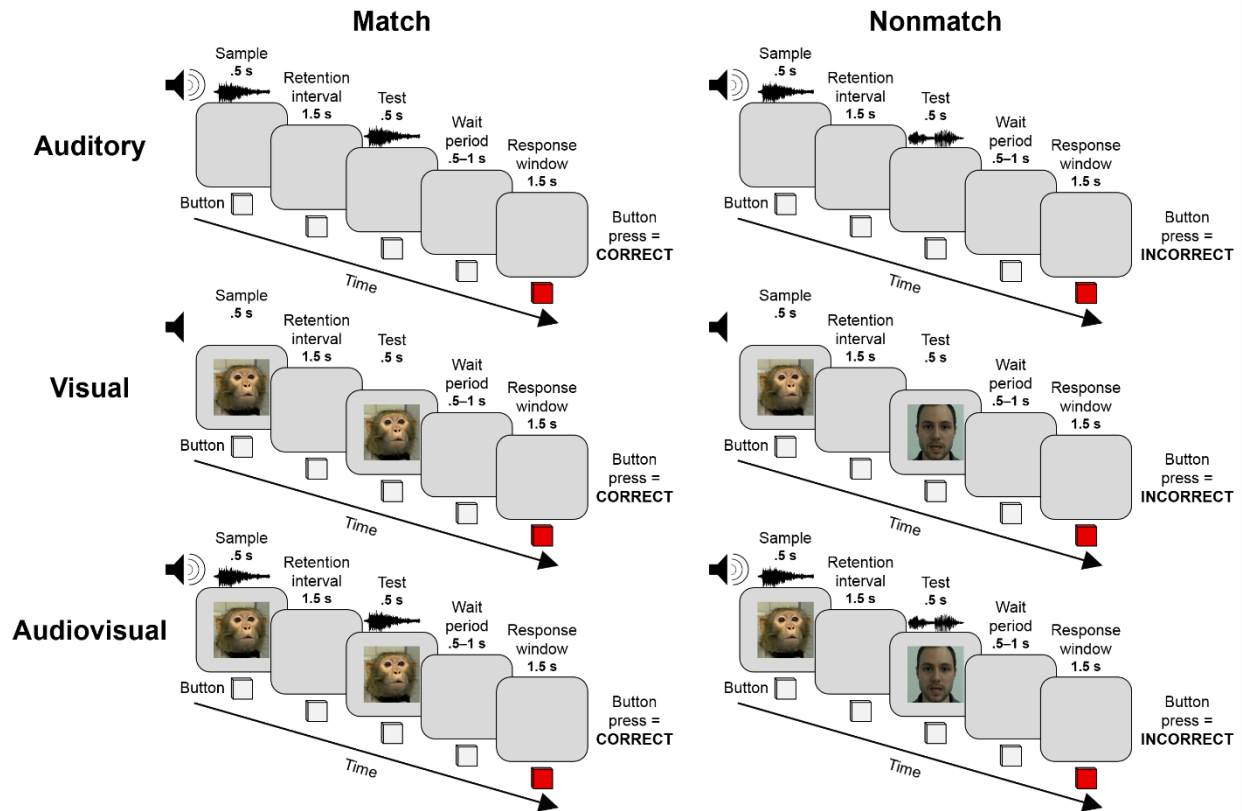 Match
Nonmatch
Auditory
Sample
.5 s
Retention
interval
1.5 s
Test
.5 s
Wait
period
.5–1 s
Response
window
1.5 s
Button
Time
Button
press =
CORRECT
Sample
.5 s
Retention
interval
1.5 s
Test
.5 s
Wait
period
.5–1 s
Response
window
1.5 s
Button
Time
Button
press =
INCORRECT
Visual
Sample
.5 s
Retention
interval
1.5 s
Test
.5 s
Wait
period
.5–1 s
Response
window
1.5 s
Button
Time
Button
press =
CORRECT
Sample
.5 s
Retention
interval
1.5 s
Test
.5 s
Wait
period
.5–1 s
Response
window
1.5 s
Button
Time
Button
press =
INCORRECT
Audiovisual
Sample
.5 s
Retention
interval
1.5 s
Test
.5 s
Wait
period
.5–1 s
Response
window
1.5 s
Button
Time
Button
press =
CORRECT
Sample
.5 s
Retention
interval
1.5 s
Test
.5 s
Wait
period
.5–1 s
Response
window
1.5 s
Button
Time
Button
press =
INCORRECT